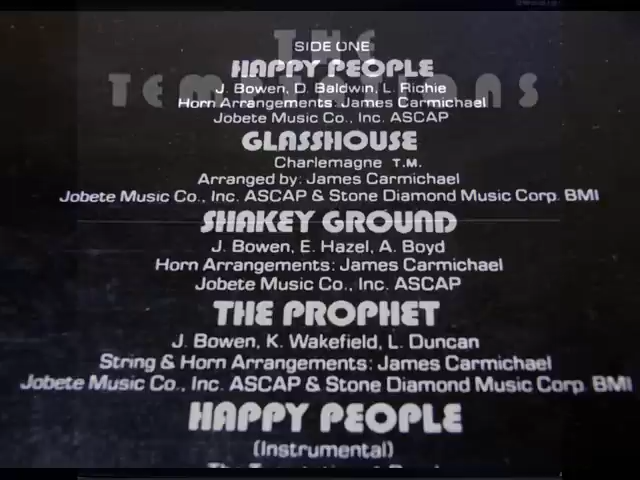 THE
TEMPTATIONS
SIDE ONE
HAPPY PEOPLE
J. Bowen, D. Baldwin, L. Richie
Horn Arrangements: James Carmichael
Jobete Music Co., Inc. ASCAP
GLASSHOUSE
Charlemagne T.M.
Arranged by: James Carmichael
Jobete Music Co., Inc. ASCAP & Stone Diamond Music Corp. BMI
SHAKEY GROUND
J. Bowen, E. Hazel, A. Boyd
Horn Arrangements: James Carmichael
Jobete Music Co., Inc. ASCAP
THE PROPHET
J. Bowen, K. Wakefield, L. Duncan
String & Horn Arrangements: James Carmichael
Jobete Music Co., Inc. ASCAP & Stone Diamond Music Corp. BMI
HAPPY PEOPLE
(Instrumental)